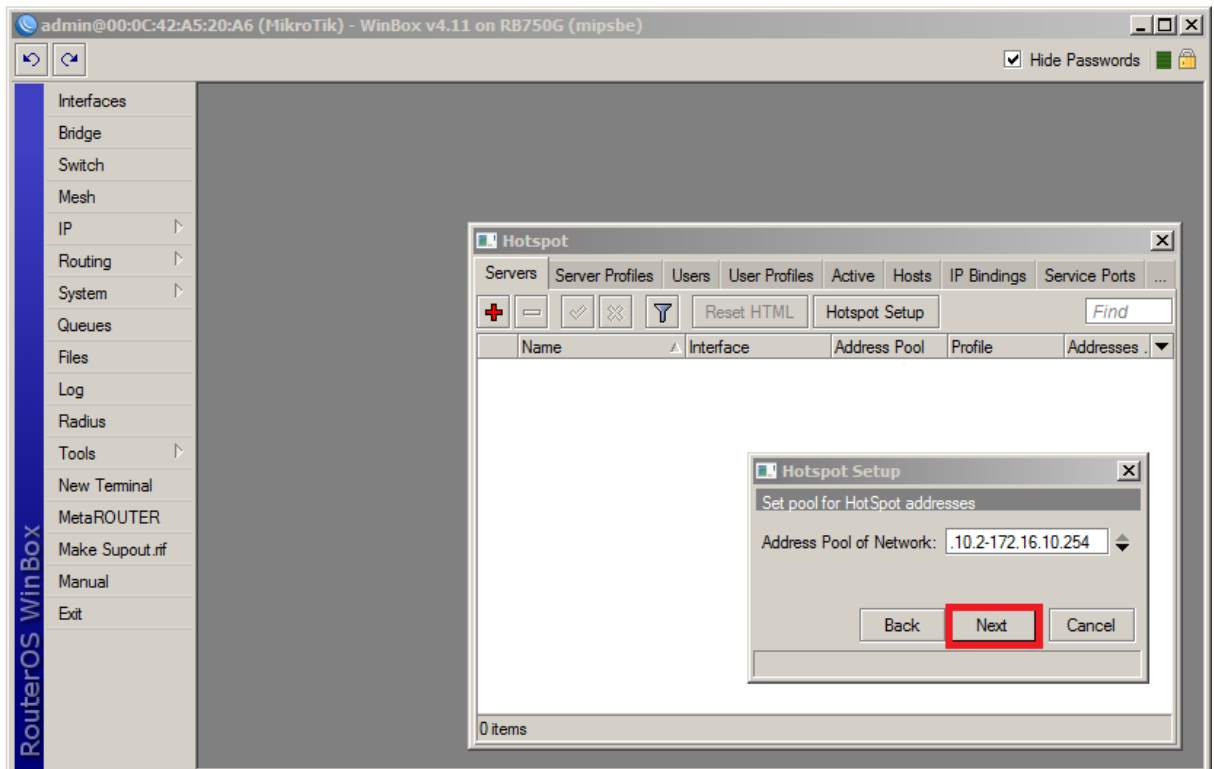 admin@00:0C:42:A5:20:A6 (MikroTik) - WinBox v4.11 on RB750G (mipsbe)
Hide Passwords
Interfaces
Bridge
Switch
Mesh
IP
Routing
System
Queues
Files
Log
Radius
Tools
New Terminal
MetaROUTER
Make Supout.rif
Manual
Exit
RouterOS WinBox
Hotspot
Servers Server Profiles Users User Profiles Active Hosts IP Bindings Service Ports ...
Reset HTML Hotspot Setup Find
Name Interface Address Pool Profile Addresses .
Hotspot Setup
Set pool for HotSpot addresses
Address Pool of Network: .10.2-172.16.10.254
Back Next Cancel
0 items